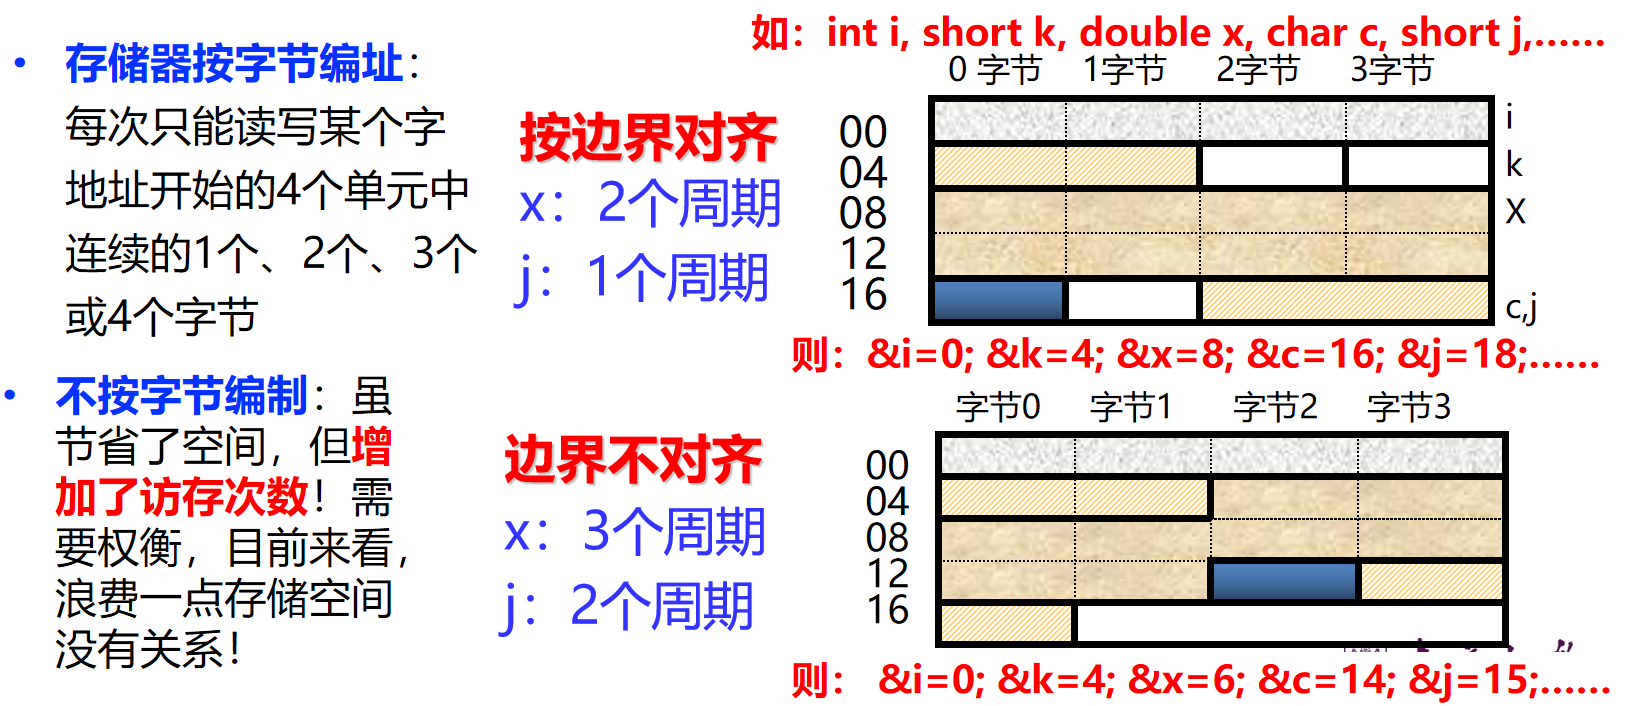 • 存储器按字节编址：
每次只能读写某个字
地址开始的4个单元中
连续的1个、2个、3个
或4个字节
• 不按字节编制：虽
节省了空间，但增
加了访存次数！需
要权衡，目前来看，
浪费一点存储空间
没有关系！
按边界对齐
x：2个周期
j：1个周期
边界不对齐
x：3个周期
j：2个周期
如：int i, short k, double x, char c, short j,……
0 字节 1字节 2字节 3字节
00 i
04 k
08 X
12
16 c,j
则：&i=0; &k=4; &x=8; &c=16; &j=18;……
字节0 字节1 字节2 字节3
00
04
08
12
16
则： &i=0; &k=4; &x=6; &c=14; &j=15;……